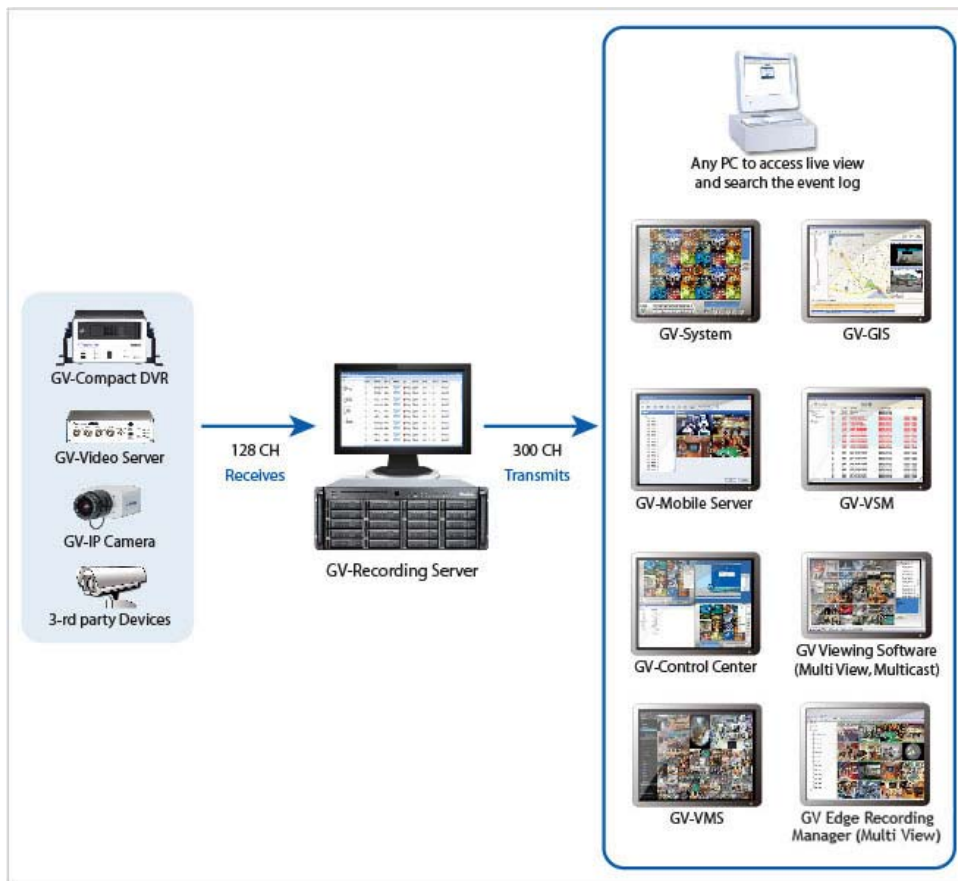 Any PC to access live view
and search the event log
GV-System
GV-GIS
GV-Compact DVR
GV-Video Server
GV-IP Camera
3-rd party Devices
128 CH
Receives
GV-Recording Server
300 CH
Transmits
GV-Mobile Server
GV-VSM
GV-Control Center
GV Viewing Software
(Multi View, Multicast)
GV-VMS
GV Edge Recording
Manager (Multi View)